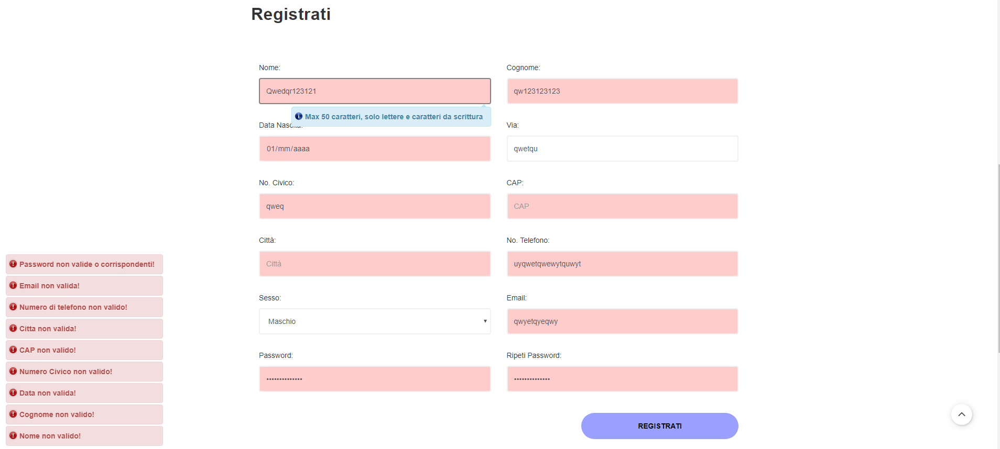 Registrati
Nome:
Cognome:
Qwedqr123121
qw123123123
Max 50 caratteri, solo lettere e caratteri da scrittura
Data Nascita:
Via:
01/mm/aaaa
qwetqu
No. Civico:
CAP:
qweq
CAP
Città:
No. Telefono:
Città
uyqwetqwewytquwyt
Sesso:
Email:
Maschio
qwyetqyeqwy
Password:
Ripeti Password:
••••••••••••••
••••••••••••••
REGISTRATI
Password non valide o corrispondenti!
Email non valida!
Numero di telefono non valido!
Citta non valida!
CAP non valido!
Numero Civico non valido!
Data non valida!
Cognome non valido!
Nome non valido!